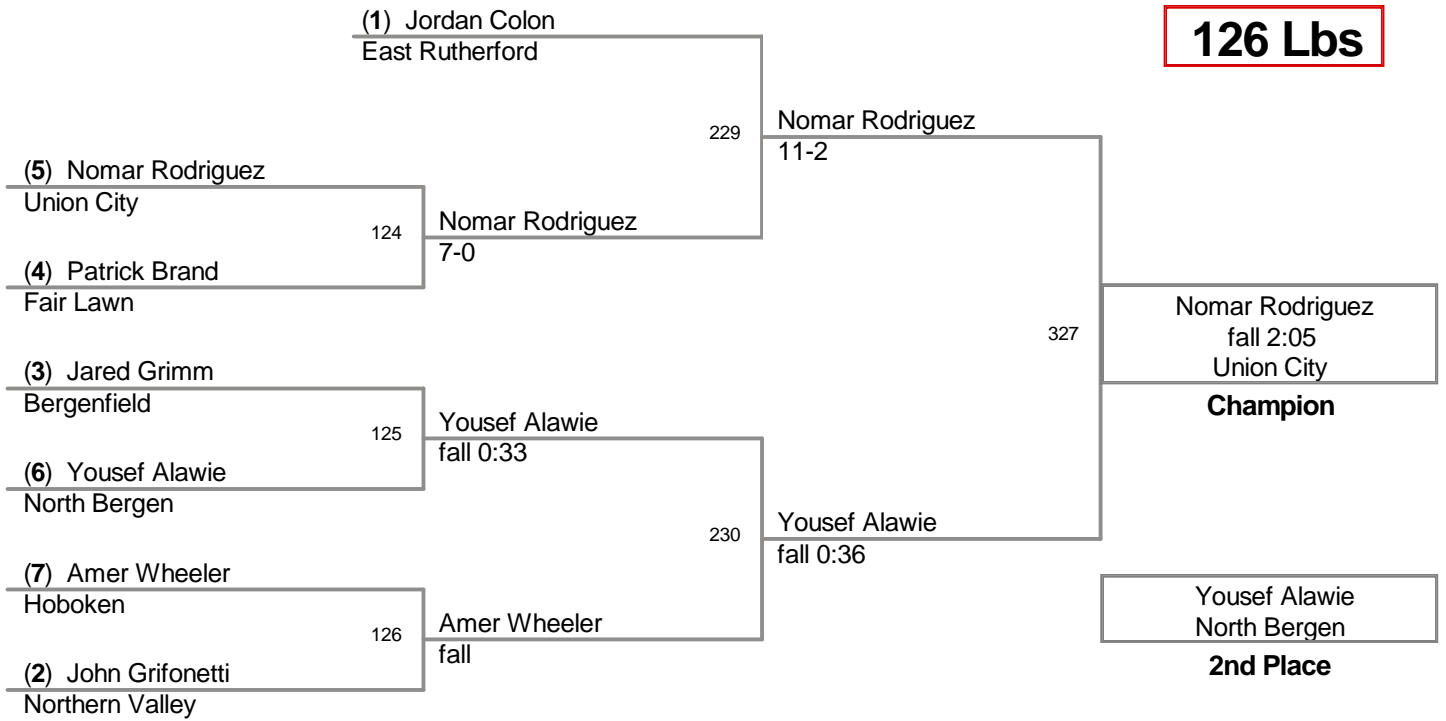 (1) Jordan Colon
East Rutherford
126 Lbs
229
Nomar Rodriguez
11-2
(5) Nomar Rodriguez
Union City
124
Nomar Rodriguez
7-0
(4) Patrick Brand
Fair Lawn
327
Nomar Rodriguez
fall 2:05
Union City
Champion
(3) Jared Grimm
Bergenfield
125
Yousef Alawie
fall 0:33
(6) Yousef Alawie
North Bergen
230
Yousef Alawie
fall 0:36
(7) Amer Wheeler
Hoboken
126
Amer Wheeler
fall
(2) John Grifonetti
Northern Valley
Yousef Alawie
North Bergen
2nd Place